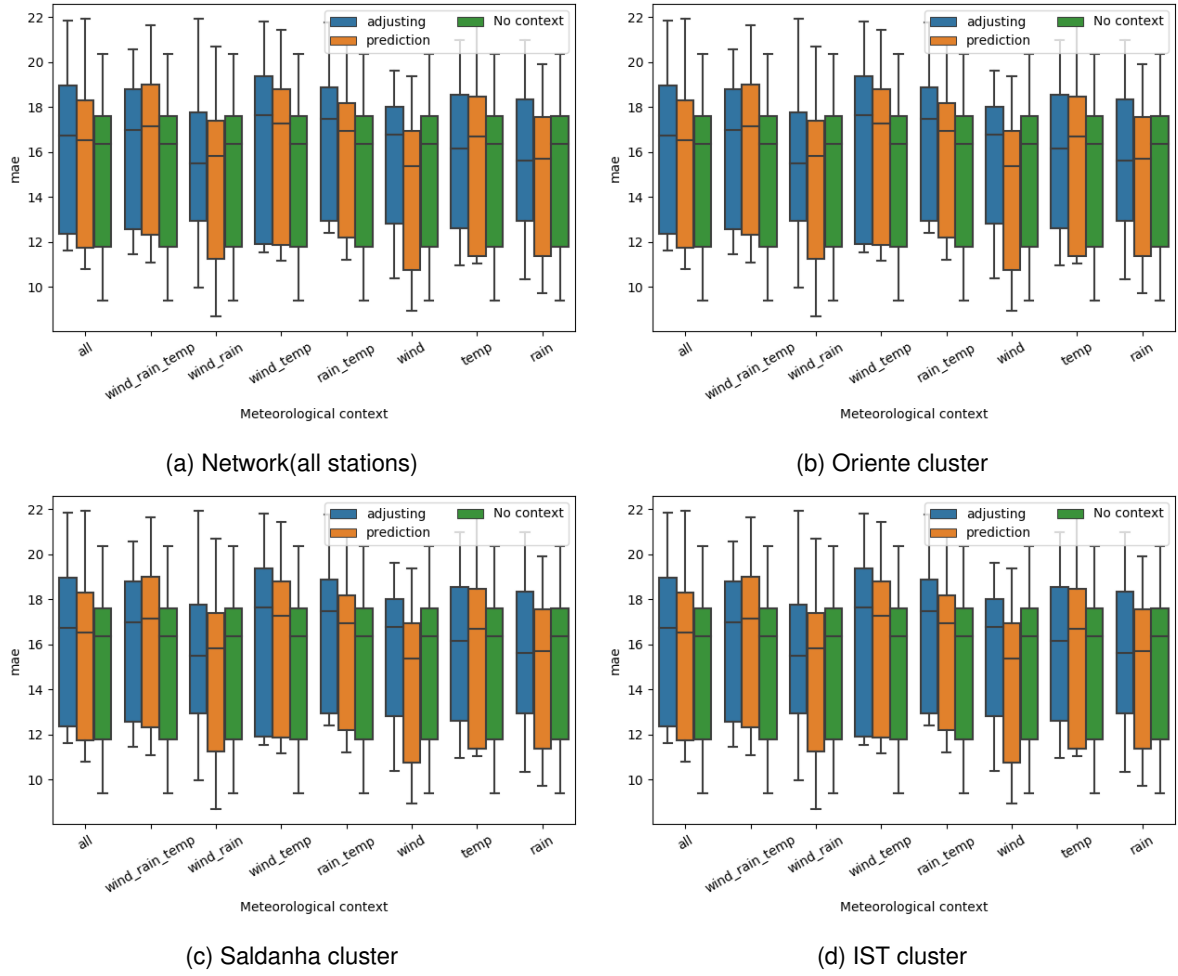 22
20
18
16
14
12
10
mae
adjusting
prediction
No context
all
wind_rain_temp
wind_rain
wind_temp
rain_temp
wind
temp
rain
Meteorological context
(a) Network(all stations)
22
20
18
16
14
12
10
mae
adjusting
prediction
No context
all
wind_rain_temp
wind_rain
wind_temp
rain_temp
wind
temp
rain
Meteorological context
(b) Oriente cluster
22
20
18
16
14
12
10
mae
adjusting
prediction
No context
all
wind_rain_temp
wind_rain
wind_temp
rain_temp
wind
temp
rain
Meteorological context
(c) Saldanha cluster
22
20
18
16
14
12
10
mae
adjusting
prediction
No context
all
wind_rain_temp
wind_rain
wind_temp
rain_temp
wind
temp
rain
Meteorological context
(d) IST cluster